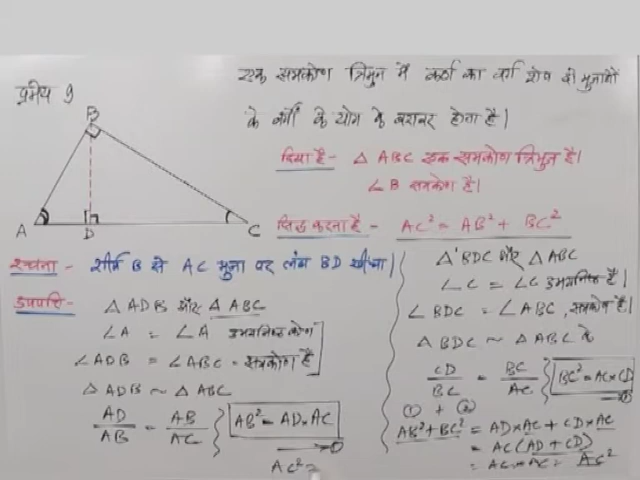 प्रमेय 9
एक समकोण त्रिभुज में कर्ण का वर्ग शेष दो भुजाओं
के वर्गों के योग के बराबर होता है।
B
A
D
C
दिया है - △ ABC एक समकोण त्रिभुज है।
∠B समकोण है।
सिद्ध करना है - AC² = AB² + BC²
रचना - शीर्ष B से AC भुजा पर लंब BD खींचा।
उपपत्ति - △ ADB और △ ABC
∠A = ∠A उभयनिष्ठ कोण
∠ADB = ∠ABC = समकोण है
△ ADB ~ △ ABC
AD/AB = AB/AC } AB² = AD×AC
AC² =
△'BDC और △ ABC
∠C = ∠C उभयनिष्ठ है
∠BDC = ∠ABC, समकोण है
△ BDC ~ △ABC के
CD/BC = BC/AC } BC² = AC×CD
① + ②
AB² + BC² = AD×AC + CD×AC
= AC(AD + CD)
= AC×AC = AC²